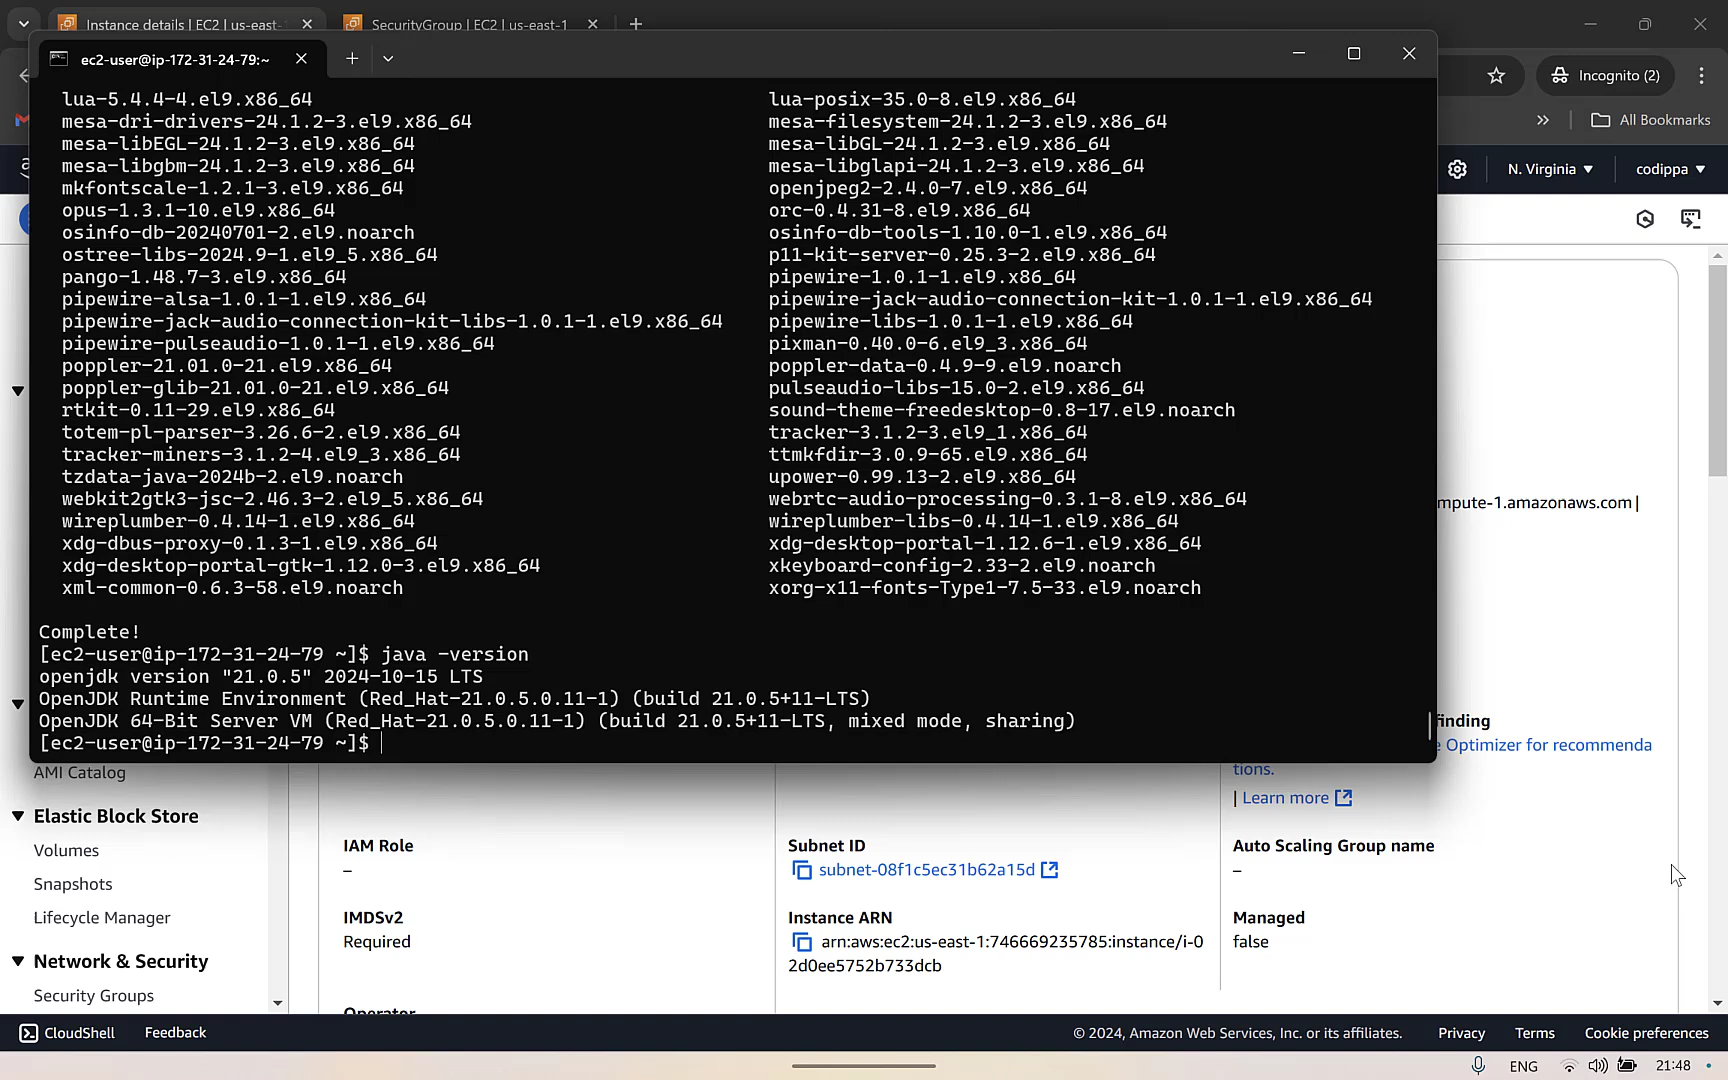 Instance details | EC2 | us-east-
SecurityGroup | EC2 | us-east-1
ec2-user@ip-172-31-24-79:~
Incognito (2)
All Bookmarks
N. Virginia
codippa
lua-5.4.4-4.el9.x86_64 lua-posix-35.0-8.el9.x86_64
mesa-dri-drivers-24.1.2-3.el9.x86_64 mesa-filesystem-24.1.2-3.el9.x86_64
mesa-libEGL-24.1.2-3.el9.x86_64 mesa-libGL-24.1.2-3.el9.x86_64
mesa-libgbm-24.1.2-3.el9.x86_64 mesa-libglapi-24.1.2-3.el9.x86_64
mkfontscale-1.2.1-3.el9.x86_64 openjpeg2-2.4.0-7.el9.x86_64
opus-1.3.1-10.el9.x86_64 orc-0.4.31-8.el9.x86_64
osinfo-db-20240701-2.el9.noarch osinfo-db-tools-1.10.0-1.el9.x86_64
ostree-libs-2024.9-1.el9_5.x86_64 p11-kit-server-0.25.3-2.el9.x86_64
pango-1.48.7-3.el9.x86_64 pipewire-1.0.1-1.el9.x86_64
pipewire-alsa-1.0.1-1.el9.x86_64 pipewire-jack-audio-connection-kit-1.0.1-1.el9.x86_64
pipewire-jack-audio-connection-kit-libs-1.0.1-1.el9.x86_64 pipewire-libs-1.0.1-1.el9.x86_64
pipewire-pulseaudio-1.0.1-1.el9.x86_64 pixman-0.40.0-6.el9_3.x86_64
poppler-21.01.0-21.el9.x86_64 poppler-data-0.4.9-9.el9.noarch
poppler-glib-21.01.0-21.el9.x86_64 pulseaudio-libs-15.0-2.el9.x86_64
rtkit-0.11-29.el9.x86_64 sound-theme-freedesktop-0.8-17.el9.noarch
totem-pl-parser-3.26.6-2.el9.x86_64 tracker-3.1.2-3.el9_1.x86_64
tracker-miners-3.1.2-4.el9_3.x86_64 ttmkfdir-3.0.9-65.el9.x86_64
tzdata-java-2024b-2.el9.noarch upower-0.99.13-2.el9.x86_64
webkit2gtk3-jsc-2.46.3-2.el9_5.x86_64 webrtc-audio-processing-0.3.1-8.el9.x86_64
wireplumber-0.4.14-1.el9.x86_64 wireplumber-libs-0.4.14-1.el9.x86_64
xdg-dbus-proxy-0.1.3-1.el9.x86_64 xdg-desktop-portal-1.12.6-1.el9.x86_64
xdg-desktop-portal-gtk-1.12.0-3.el9.x86_64 xkeyboard-config-2.33-2.el9.noarch
xml-common-0.6.3-58.el9.noarch xorg-x11-fonts-Type1-7.5-33.el9.noarch
Complete!
[ec2-user@ip-172-31-24-79 ~]$ java -version
openjdk version "21.0.5" 2024-10-15 LTS
OpenJDK Runtime Environment (Red_Hat-21.0.5.0.11-1) (build 21.0.5+11-LTS)
OpenJDK 64-Bit Server VM (Red_Hat-21.0.5.0.11-1) (build 21.0.5+11-LTS, mixed mode, sharing)
[ec2-user@ip-172-31-24-79 ~]$
mpute-1.amazonaws.com |
finding
e Optimizer for recommenda
tions.
| Learn more
AMI Catalog
Elastic Block Store
Volumes
Snapshots
Lifecycle Manager
Network & Security
Security Groups
IAM Role
–
Subnet ID
subnet-08f1c5ec31b62a15d
Auto Scaling Group name
–
IMDSv2
Required
Instance ARN
arn:aws:ec2:us-east-1:746669235785:instance/i-0
2d0ee5752b733dcb
Managed
false
Operator
CloudShell Feedback
© 2024, Amazon Web Services, Inc. or its affiliates. Privacy Terms Cookie preferences
ENG 21:48